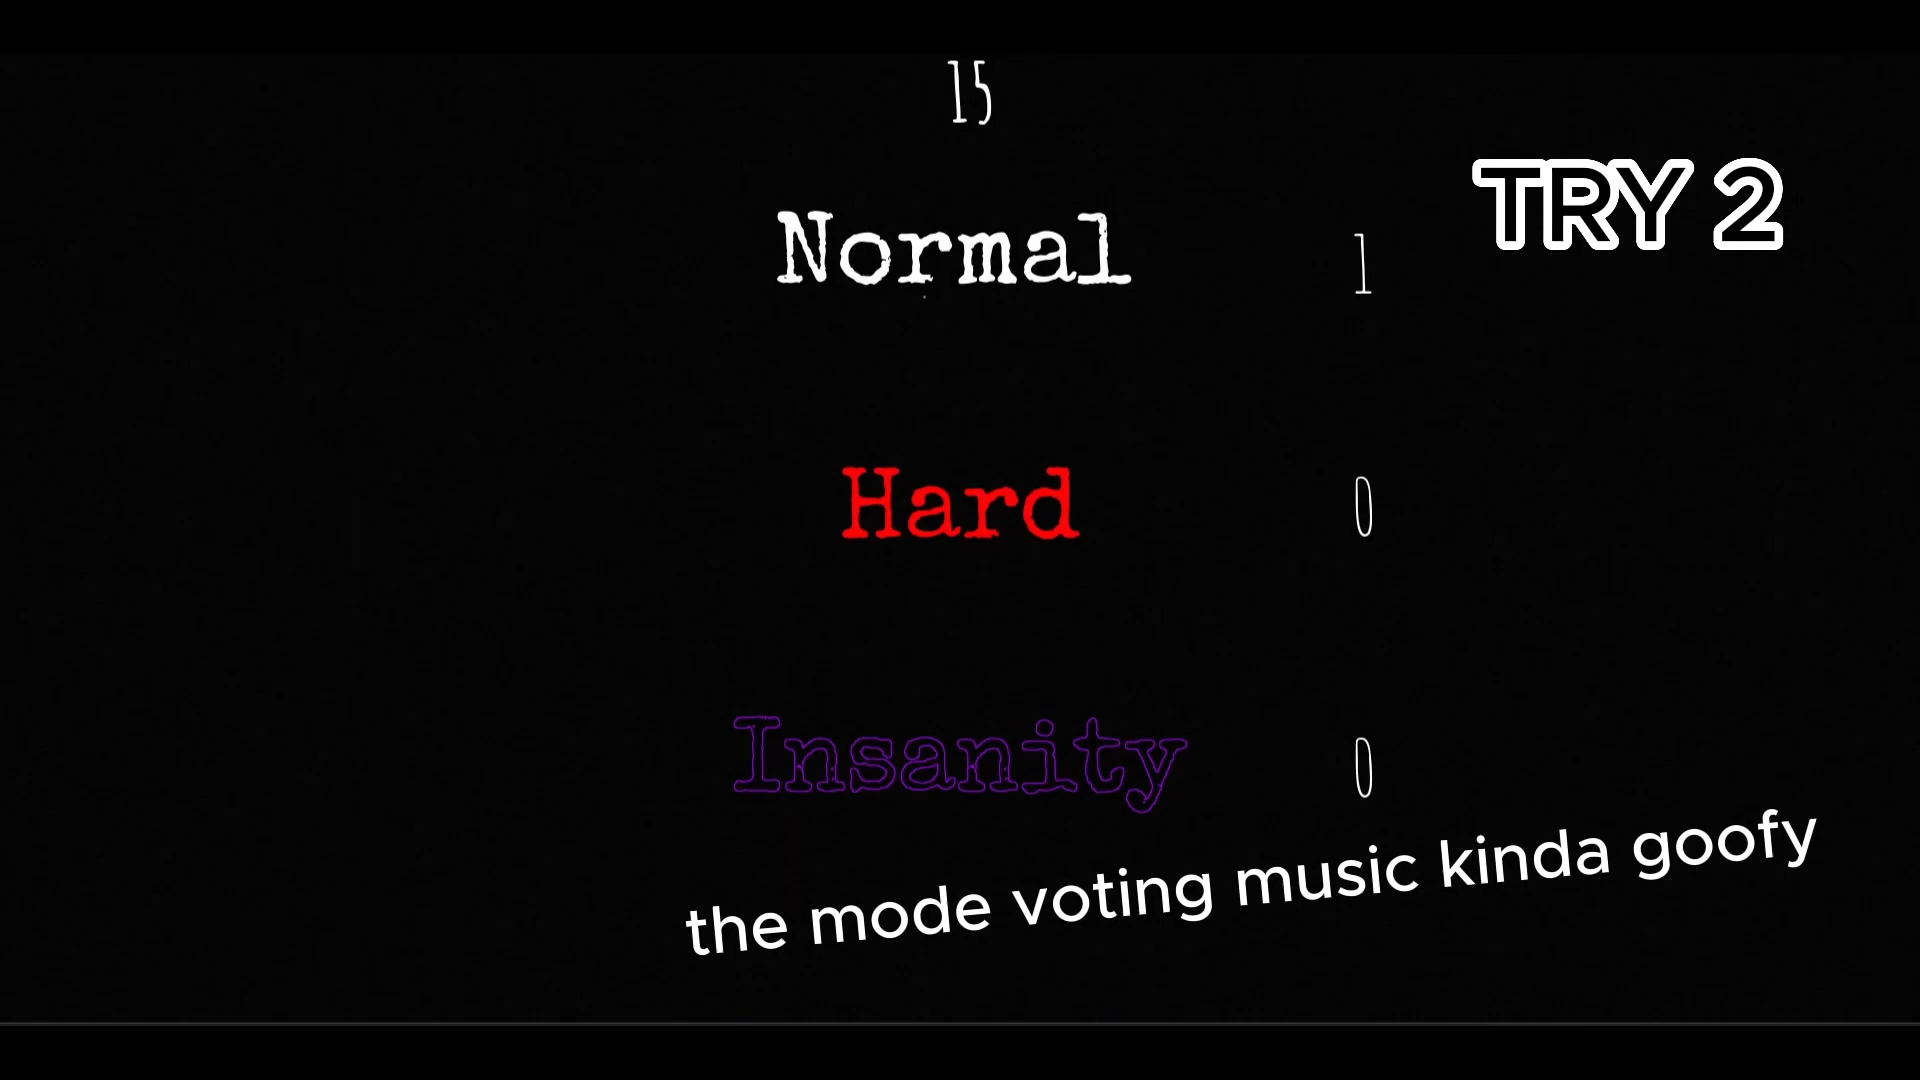 15
TRY 2
Normal 1
Hard 0
Insanity 0
the mode voting music kinda goofy